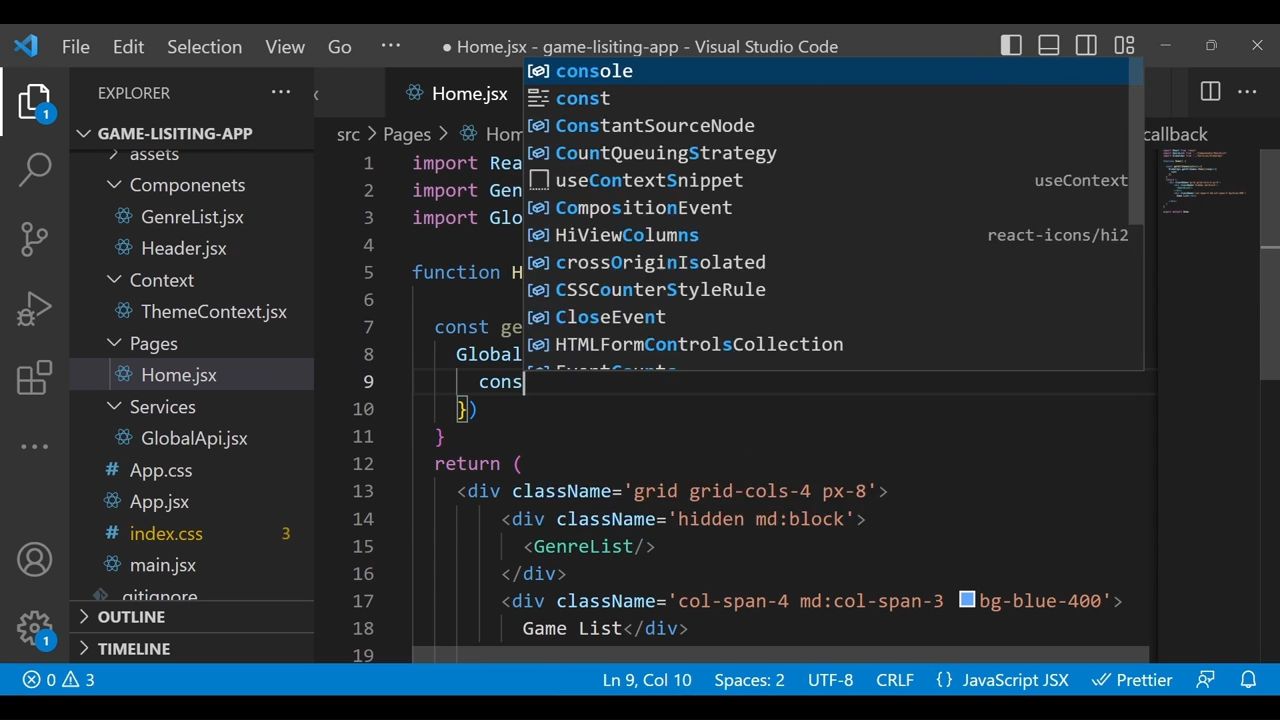 File Edit Selection View Go ··· ● Home.jsx - game-lisiting-app - Visual Studio Code
EXPLORER ···
Home.jsx
GAME-LISITING-APP
assets
Componenets
GenreList.jsx
Header.jsx
Context
ThemeContext.jsx
Pages
Home.jsx
Services
GlobalApi.jsx
# App.css
App.jsx
# index.css 3
main.jsx
.gitignore
OUTLINE
TIMELINE
1
1
src > Pages > Hom
callback
console
const
ConstantSourceNode
CountQueuingStrategy
useContextSnippet useContext
CompositionEvent
HiViewColumns react-icons/hi2
crossOriginIsolated
CSSCounterStyleRule
CloseEvent
HTMLFormControlsCollection
EventCounts
1 import Rea
2 import Gen
3 import Glo
4
5 function H
6
7 const ge
8 Global
9 cons
10 })
11 }
12 return (
13 <div className='grid grid-cols-4 px-8'>
14 <div className='hidden md:block'>
15 <GenreList/>
16 </div>
17 <div className='col-span-4 md:col-span-3 bg-blue-400'>
18 Game List</div>
19
0 3 Ln 9, Col 10 Spaces: 2 UTF-8 CRLF {} JavaScript JSX Prettier